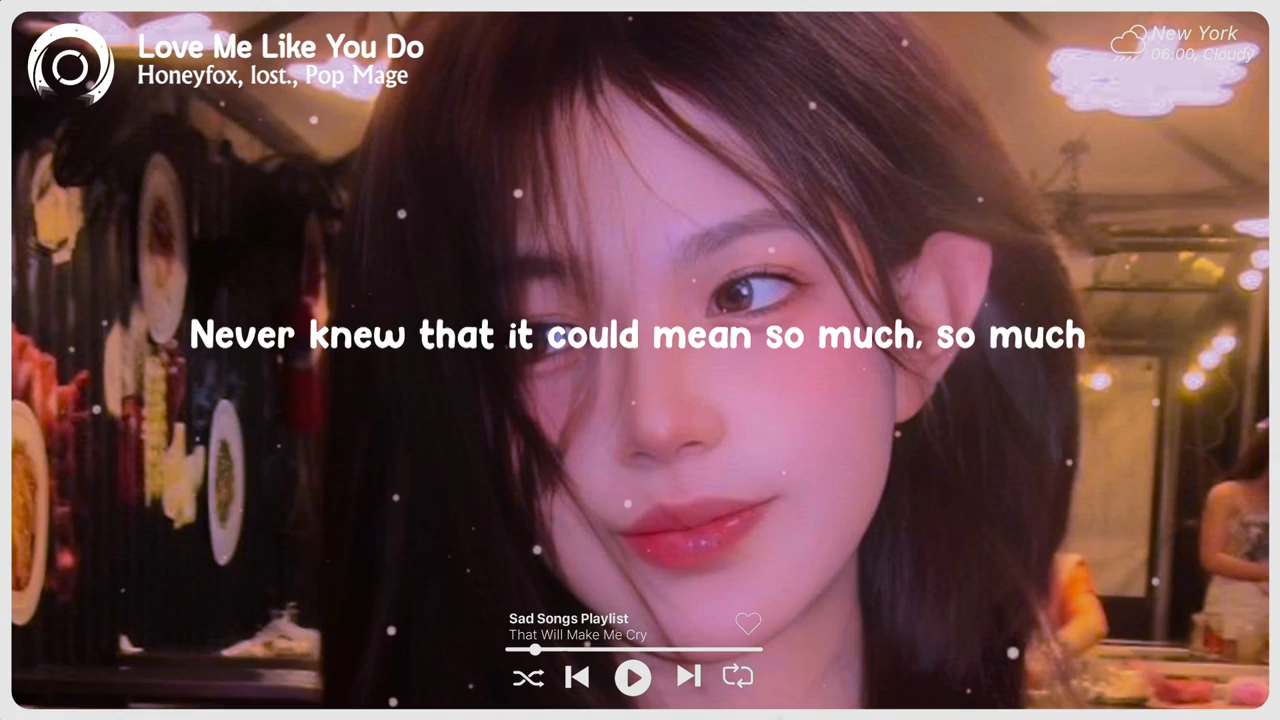 Love Me Like You Do
Honeyfox, lost., Pop Mage
New York
06:00, Cloudy
Never knew that it could mean so much, so much
Sad Songs Playlist
That Will Make Me Cry